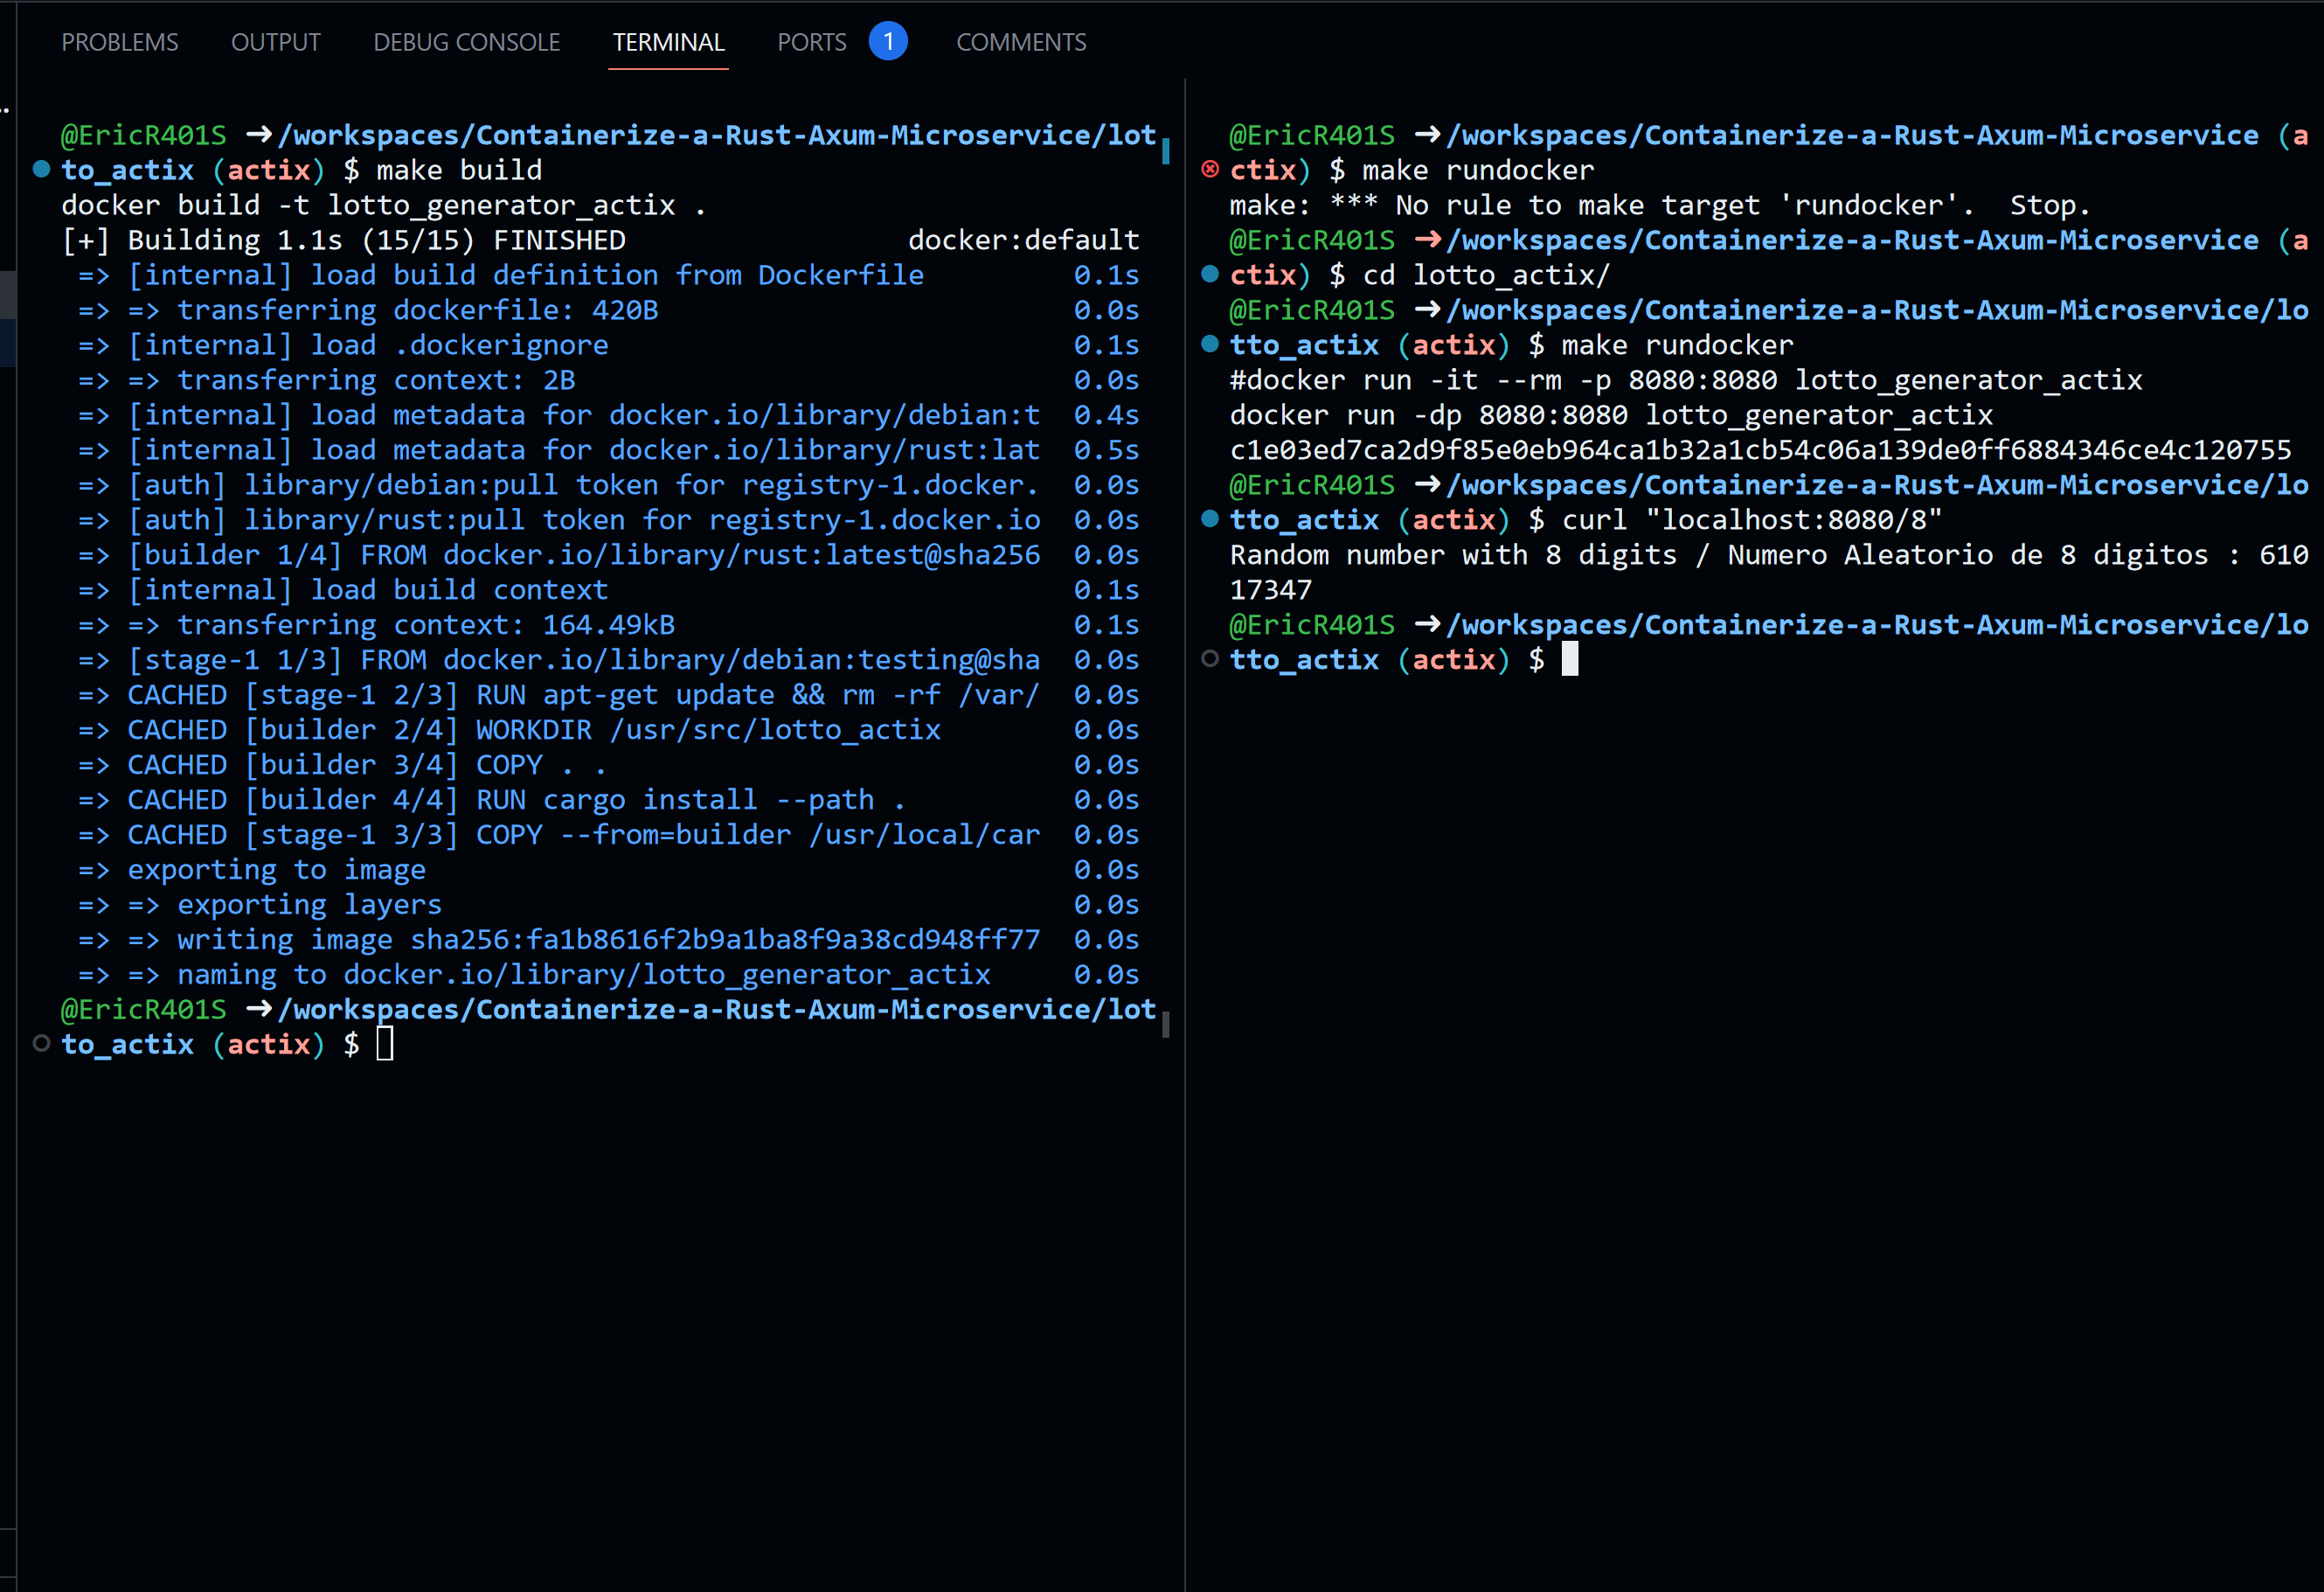 PROBLEMS OUTPUT DEBUG CONSOLE TERMINAL PORTS 1 COMMENTS
@EricR401S ➜ /workspaces/Containerize-a-Rust-Axum-Microservice/lot
to_actix (actix) $ make build
docker build -t lotto_generator_actix .
[+] Building 1.1s (15/15) FINISHED docker:default
=> [internal] load build definition from Dockerfile 0.1s
=> => transferring dockerfile: 420B 0.0s
=> [internal] load .dockerignore 0.1s
=> => transferring context: 2B 0.0s
=> [internal] load metadata for docker.io/library/debian:t 0.4s
=> [internal] load metadata for docker.io/library/rust:lat 0.5s
=> [auth] library/debian:pull token for registry-1.docker. 0.0s
=> [auth] library/rust:pull token for registry-1.docker.io 0.0s
=> [builder 1/4] FROM docker.io/library/rust:latest@sha256 0.0s
=> [internal] load build context 0.1s
=> => transferring context: 164.49kB 0.1s
=> [stage-1 1/3] FROM docker.io/library/debian:testing@sha 0.0s
=> CACHED [stage-1 2/3] RUN apt-get update && rm -rf /var/ 0.0s
=> CACHED [builder 2/4] WORKDIR /usr/src/lotto_actix 0.0s
=> CACHED [builder 3/4] COPY . . 0.0s
=> CACHED [builder 4/4] RUN cargo install --path . 0.0s
=> CACHED [stage-1 3/3] COPY --from=builder /usr/local/car 0.0s
=> exporting to image 0.0s
=> => exporting layers 0.0s
=> => writing image sha256:fa1b8616f2b9a1ba8f9a38cd948ff77 0.0s
=> => naming to docker.io/library/lotto_generator_actix 0.0s
@EricR401S ➜ /workspaces/Containerize-a-Rust-Axum-Microservice/lot
to_actix (actix) $
@EricR401S ➜ /workspaces/Containerize-a-Rust-Axum-Microservice (a
ctix) $ make rundocker
make: *** No rule to make target 'rundocker'.  Stop.
@EricR401S ➜ /workspaces/Containerize-a-Rust-Axum-Microservice (a
ctix) $ cd lotto_actix/
@EricR401S ➜ /workspaces/Containerize-a-Rust-Axum-Microservice/lo
tto_actix (actix) $ make rundocker
#docker run -it --rm -p 8080:8080 lotto_generator_actix
docker run -dp 8080:8080 lotto_generator_actix
c1e03ed7ca2d9f85e0eb964ca1b32a1cb54c06a139de0ff6884346ce4c120755
@EricR401S ➜ /workspaces/Containerize-a-Rust-Axum-Microservice/lo
tto_actix (actix) $ curl "localhost:8080/8"
Random number with 8 digits / Numero Aleatorio de 8 digitos : 610
17347
@EricR401S ➜ /workspaces/Containerize-a-Rust-Axum-Microservice/lo
tto_actix (actix) $